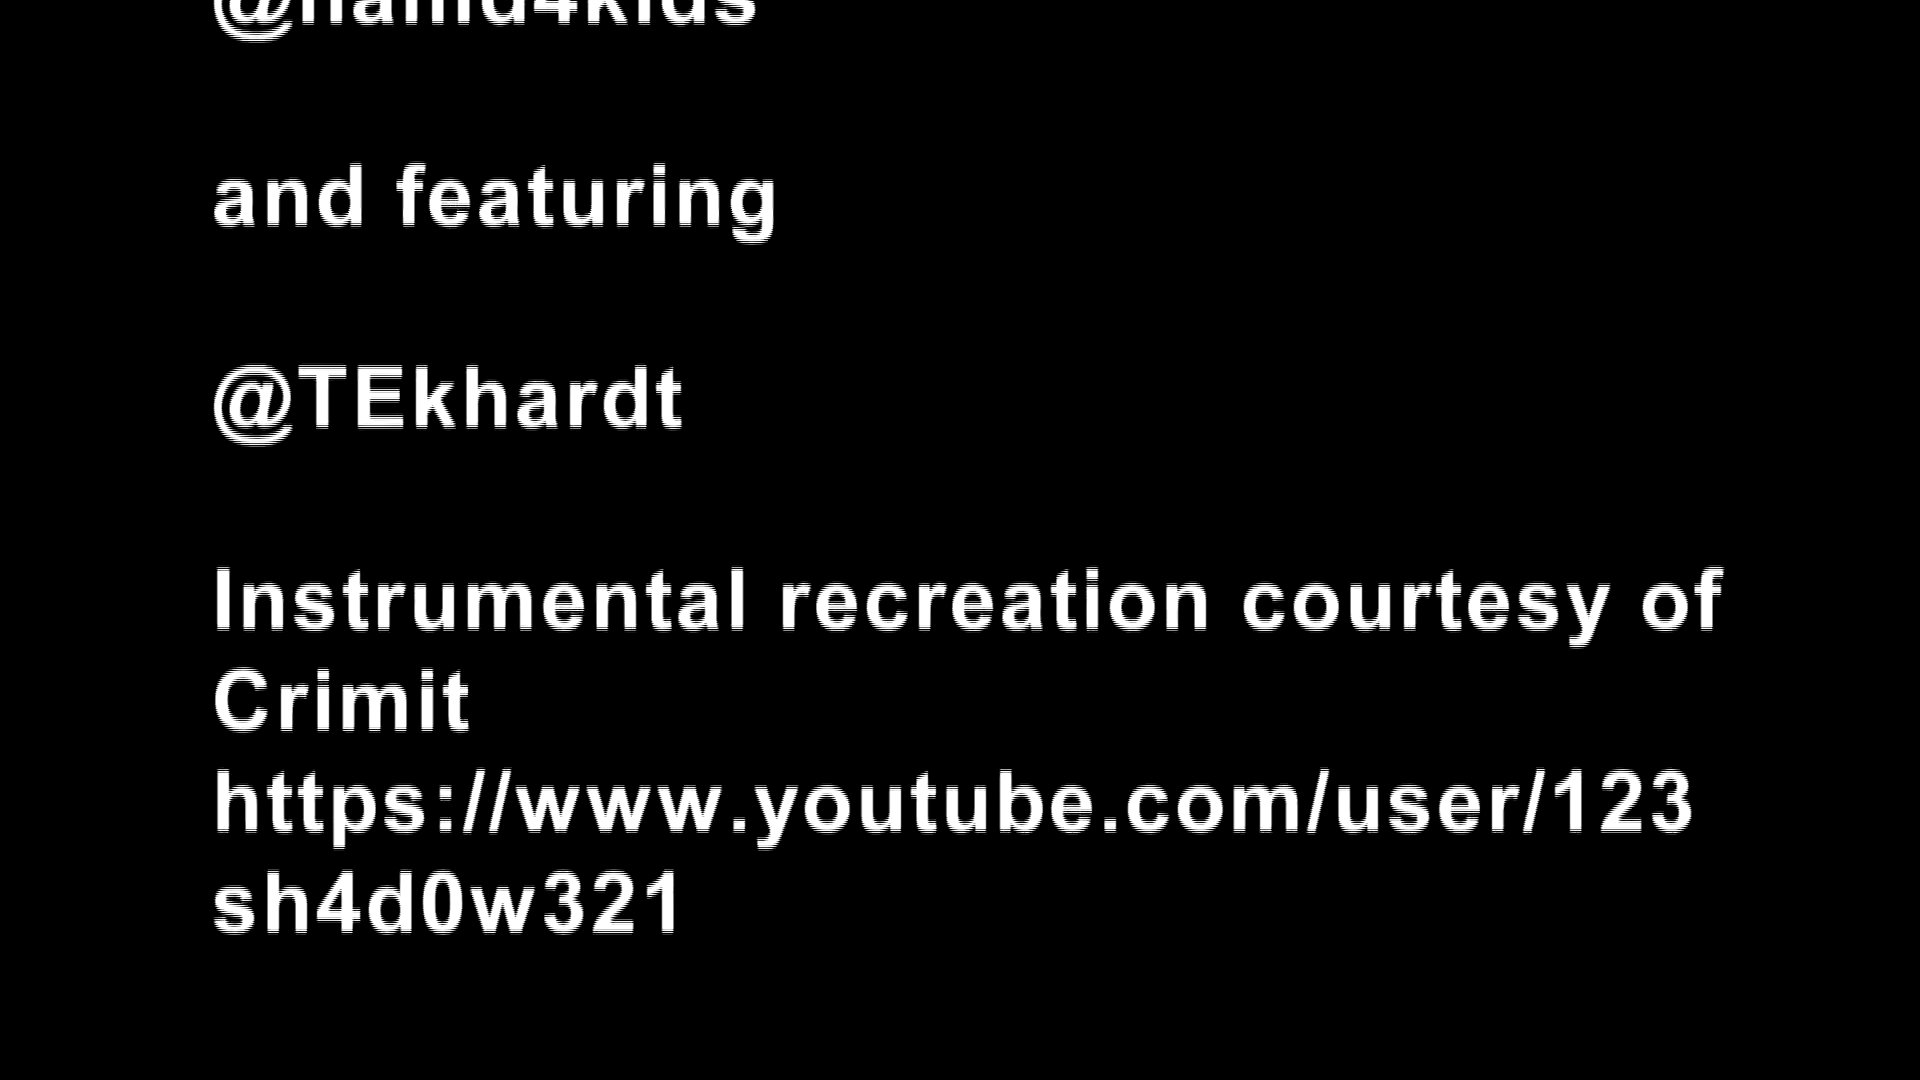 and featuring
@TEkhardt
Instrumental recreation courtesy of
Crimit
https://www.youtube.com/user/123
sh4d0w321